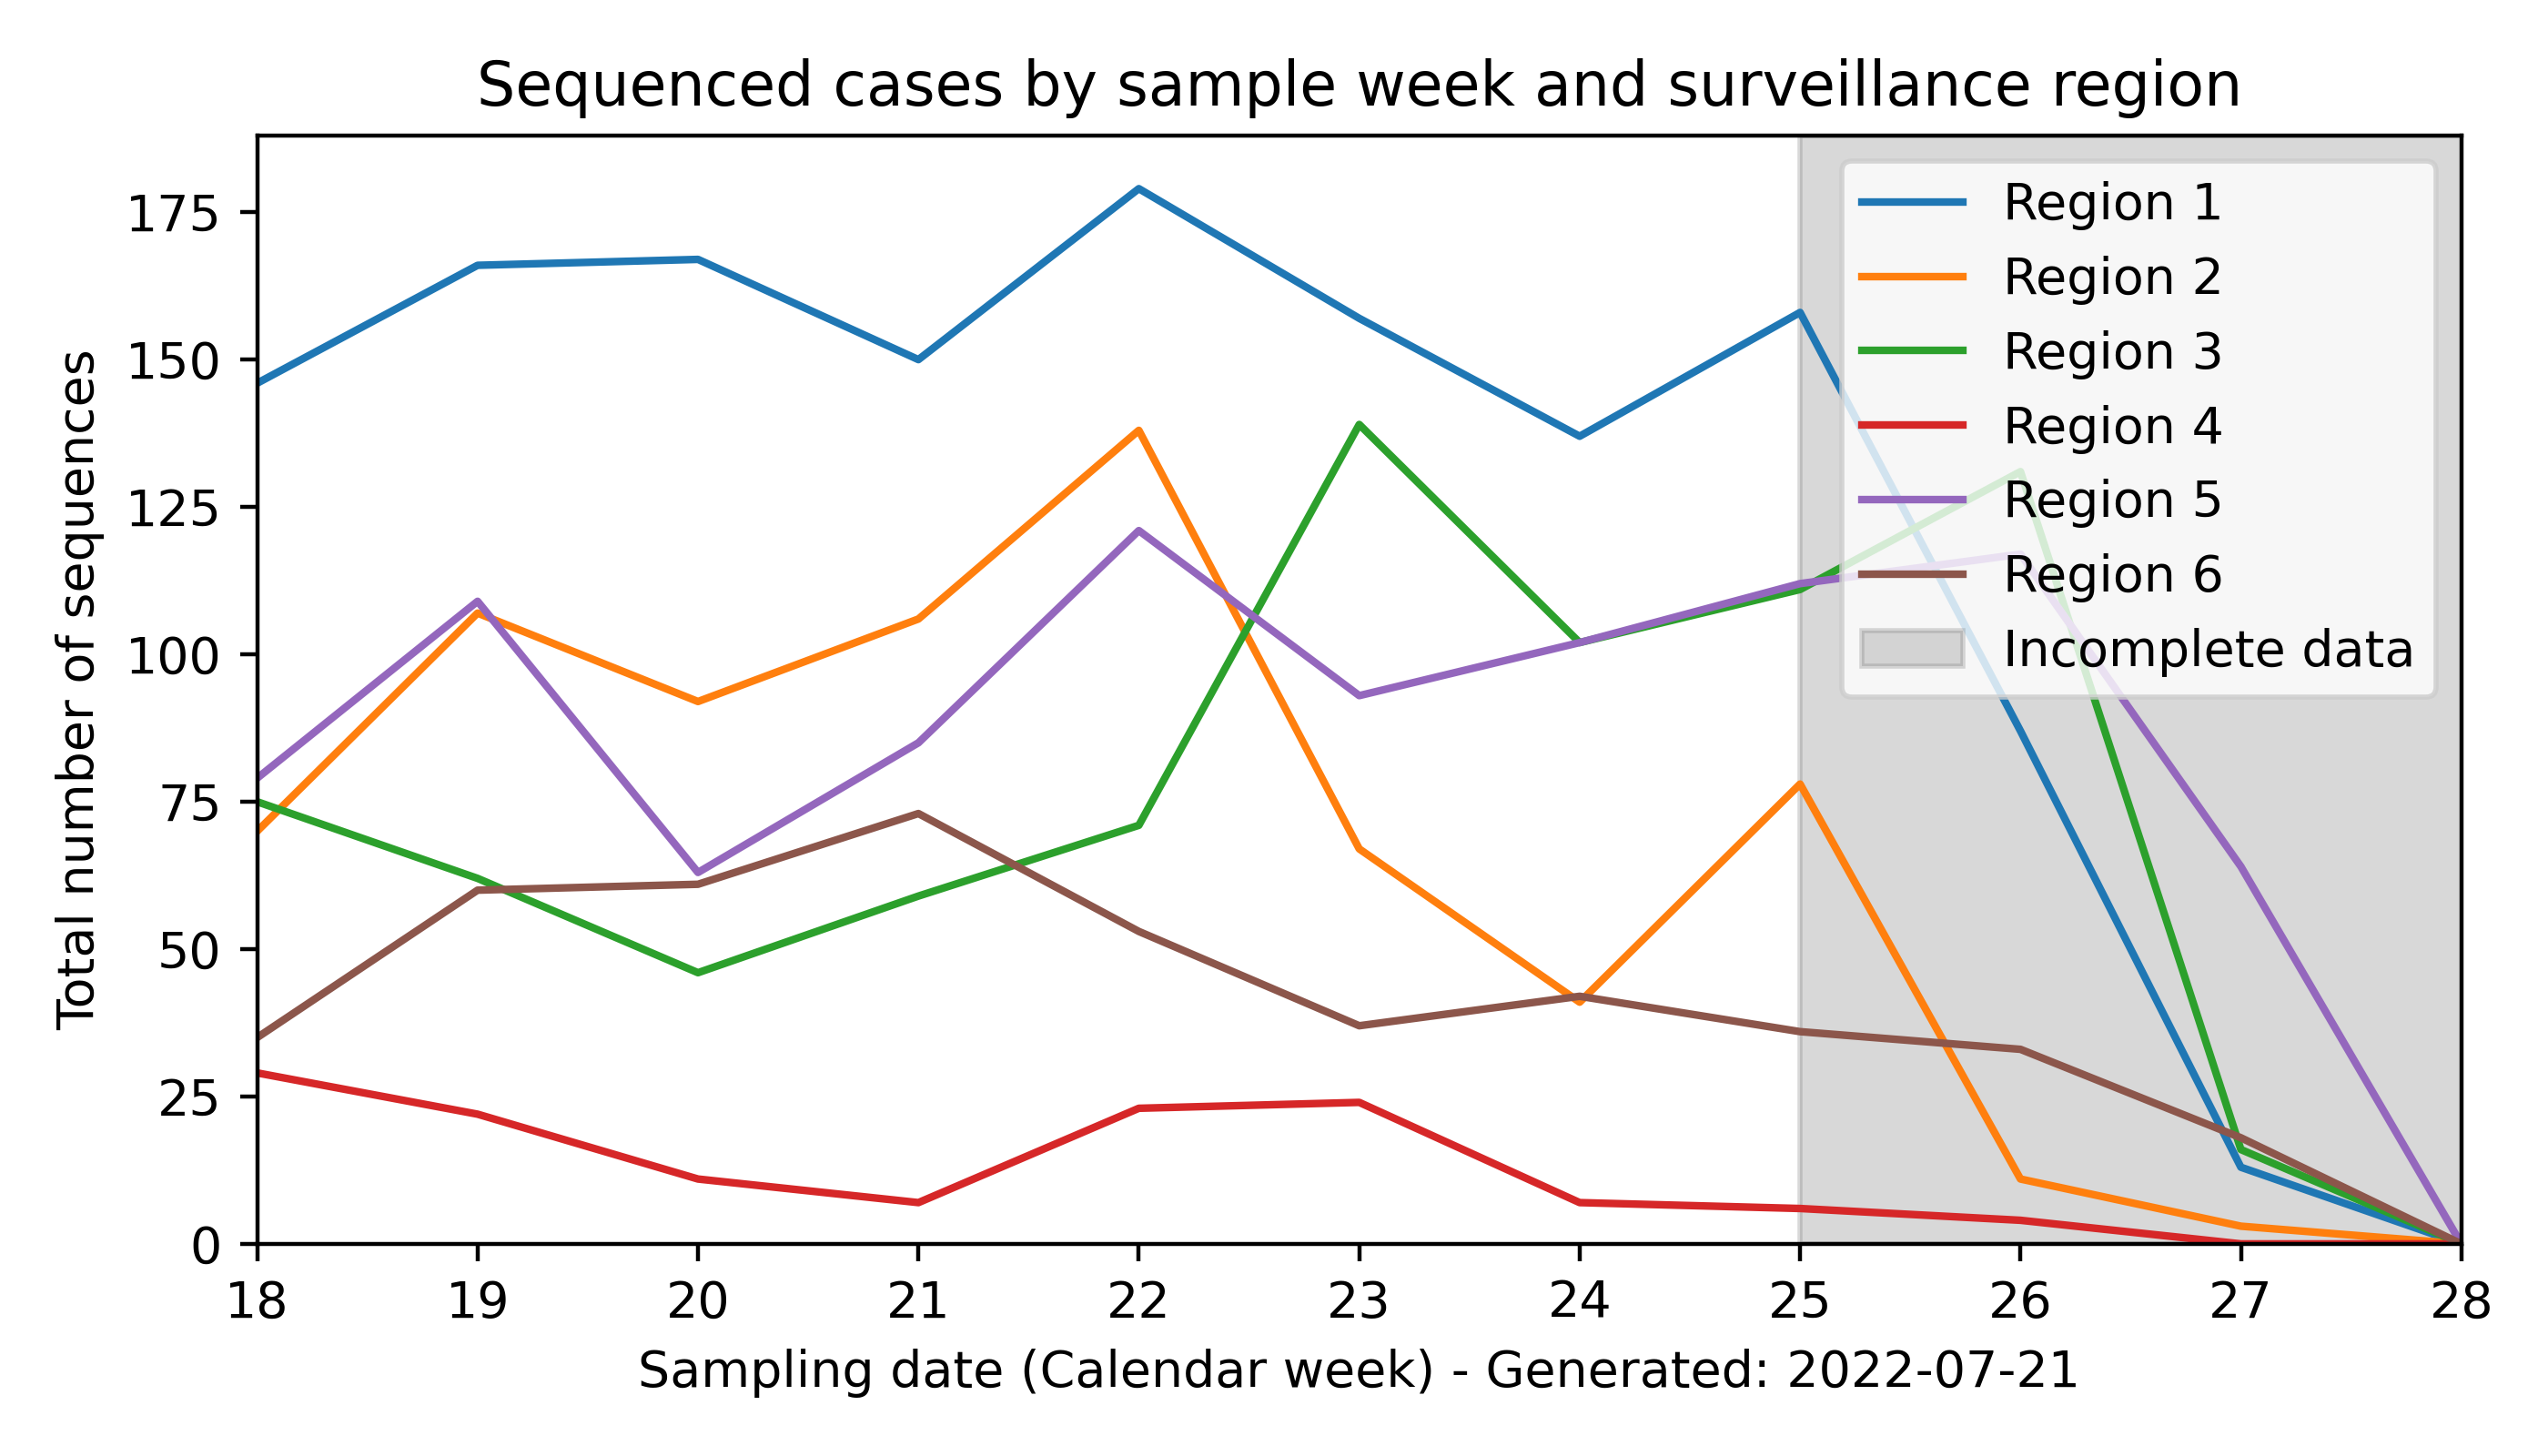 Sequenced cases by sample week and surveillance region
Total number of sequences
175
150
125
100
75
50
25
0
18 19 20 21 22 23 24 25 26 27 28
Sampling date (Calendar week) - Generated: 2022-07-21
Region 1
Region 2
Region 3
Region 4
Region 5
Region 6
Incomplete data